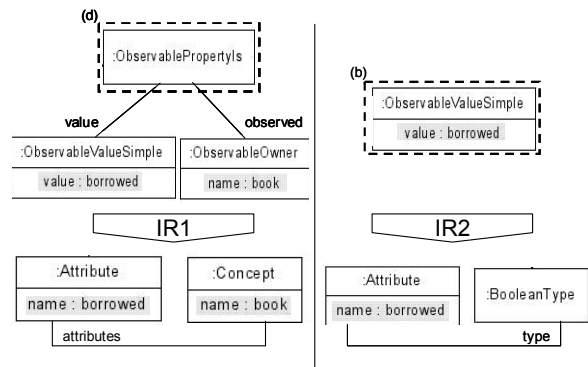 (d)
:ObservablePropertyIs
value
observed
:ObservableValueSimple
value : borrowed
:ObservableOwner
name : book
IR1
:Attribute
name : borrowed
:Concept
name : book
attributes
(b)
:ObservableValueSimple
value : borrowed
IR2
:Attribute
name : borrowed
:BooleanType
type